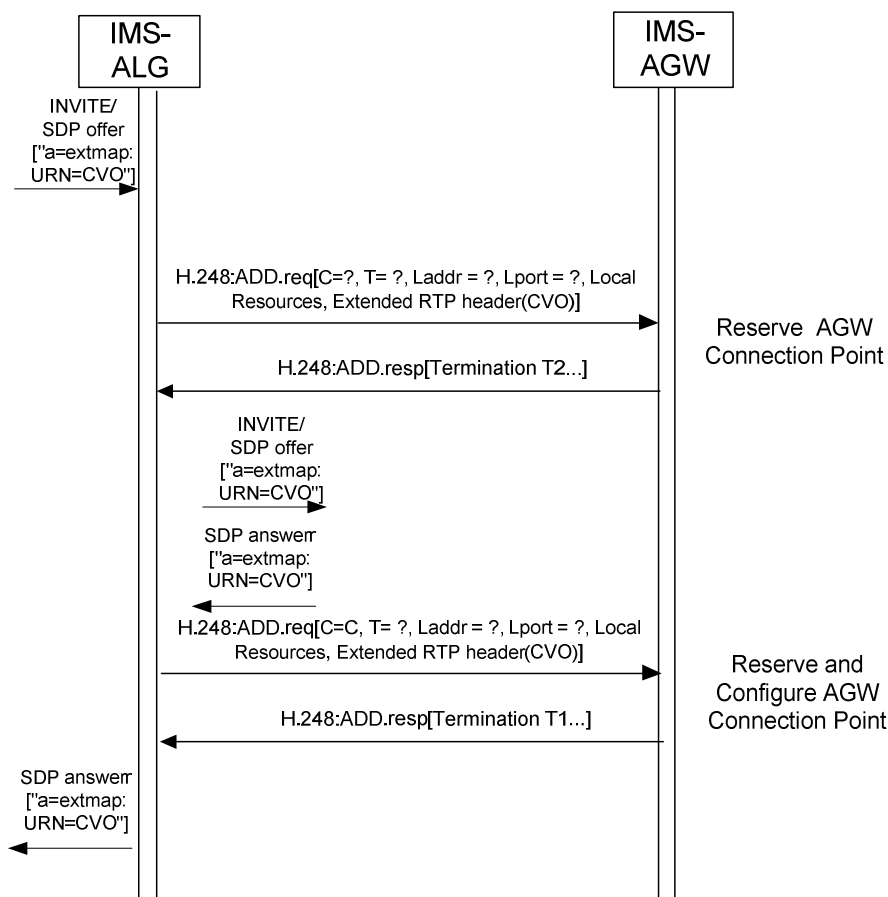 IMS-
ALG
IMS-
AGW
INVITE/
SDP offer
["a=extmap:
URN=CVO"]
H.248:ADD.req[C=?, T= ?, Laddr = ?, Lport = ?, Local
Resources, Extended RTP header(CVO)]
Reserve AGW
Connection Point
H.248:ADD.resp[Termination T2...]
INVITE/
SDP offer
["a=extmap:
URN=CVO"]
SDP answerr
["a=extmap:
URN=CVO"]
H.248:ADD.req[C=C, T= ?, Laddr = ?, Lport = ?, Local
Resources, Extended RTP header(CVO)]
Reserve and
Configure AGW
Connection Point
H.248:ADD.resp[Termination T1...]
SDP answerr
["a=extmap:
URN=CVO"]